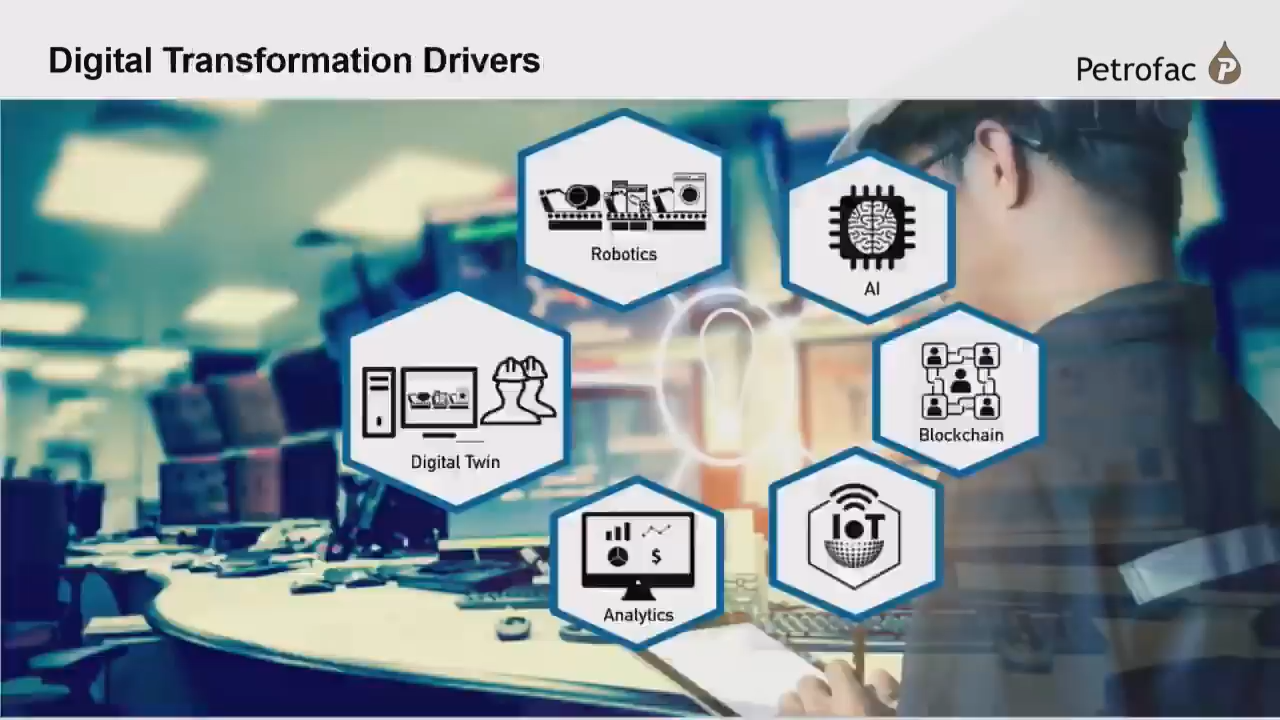 Digital Transformation Drivers
Petrofac
Robotics
AI
Digital Twin
Blockchain
IoT
Analytics
$